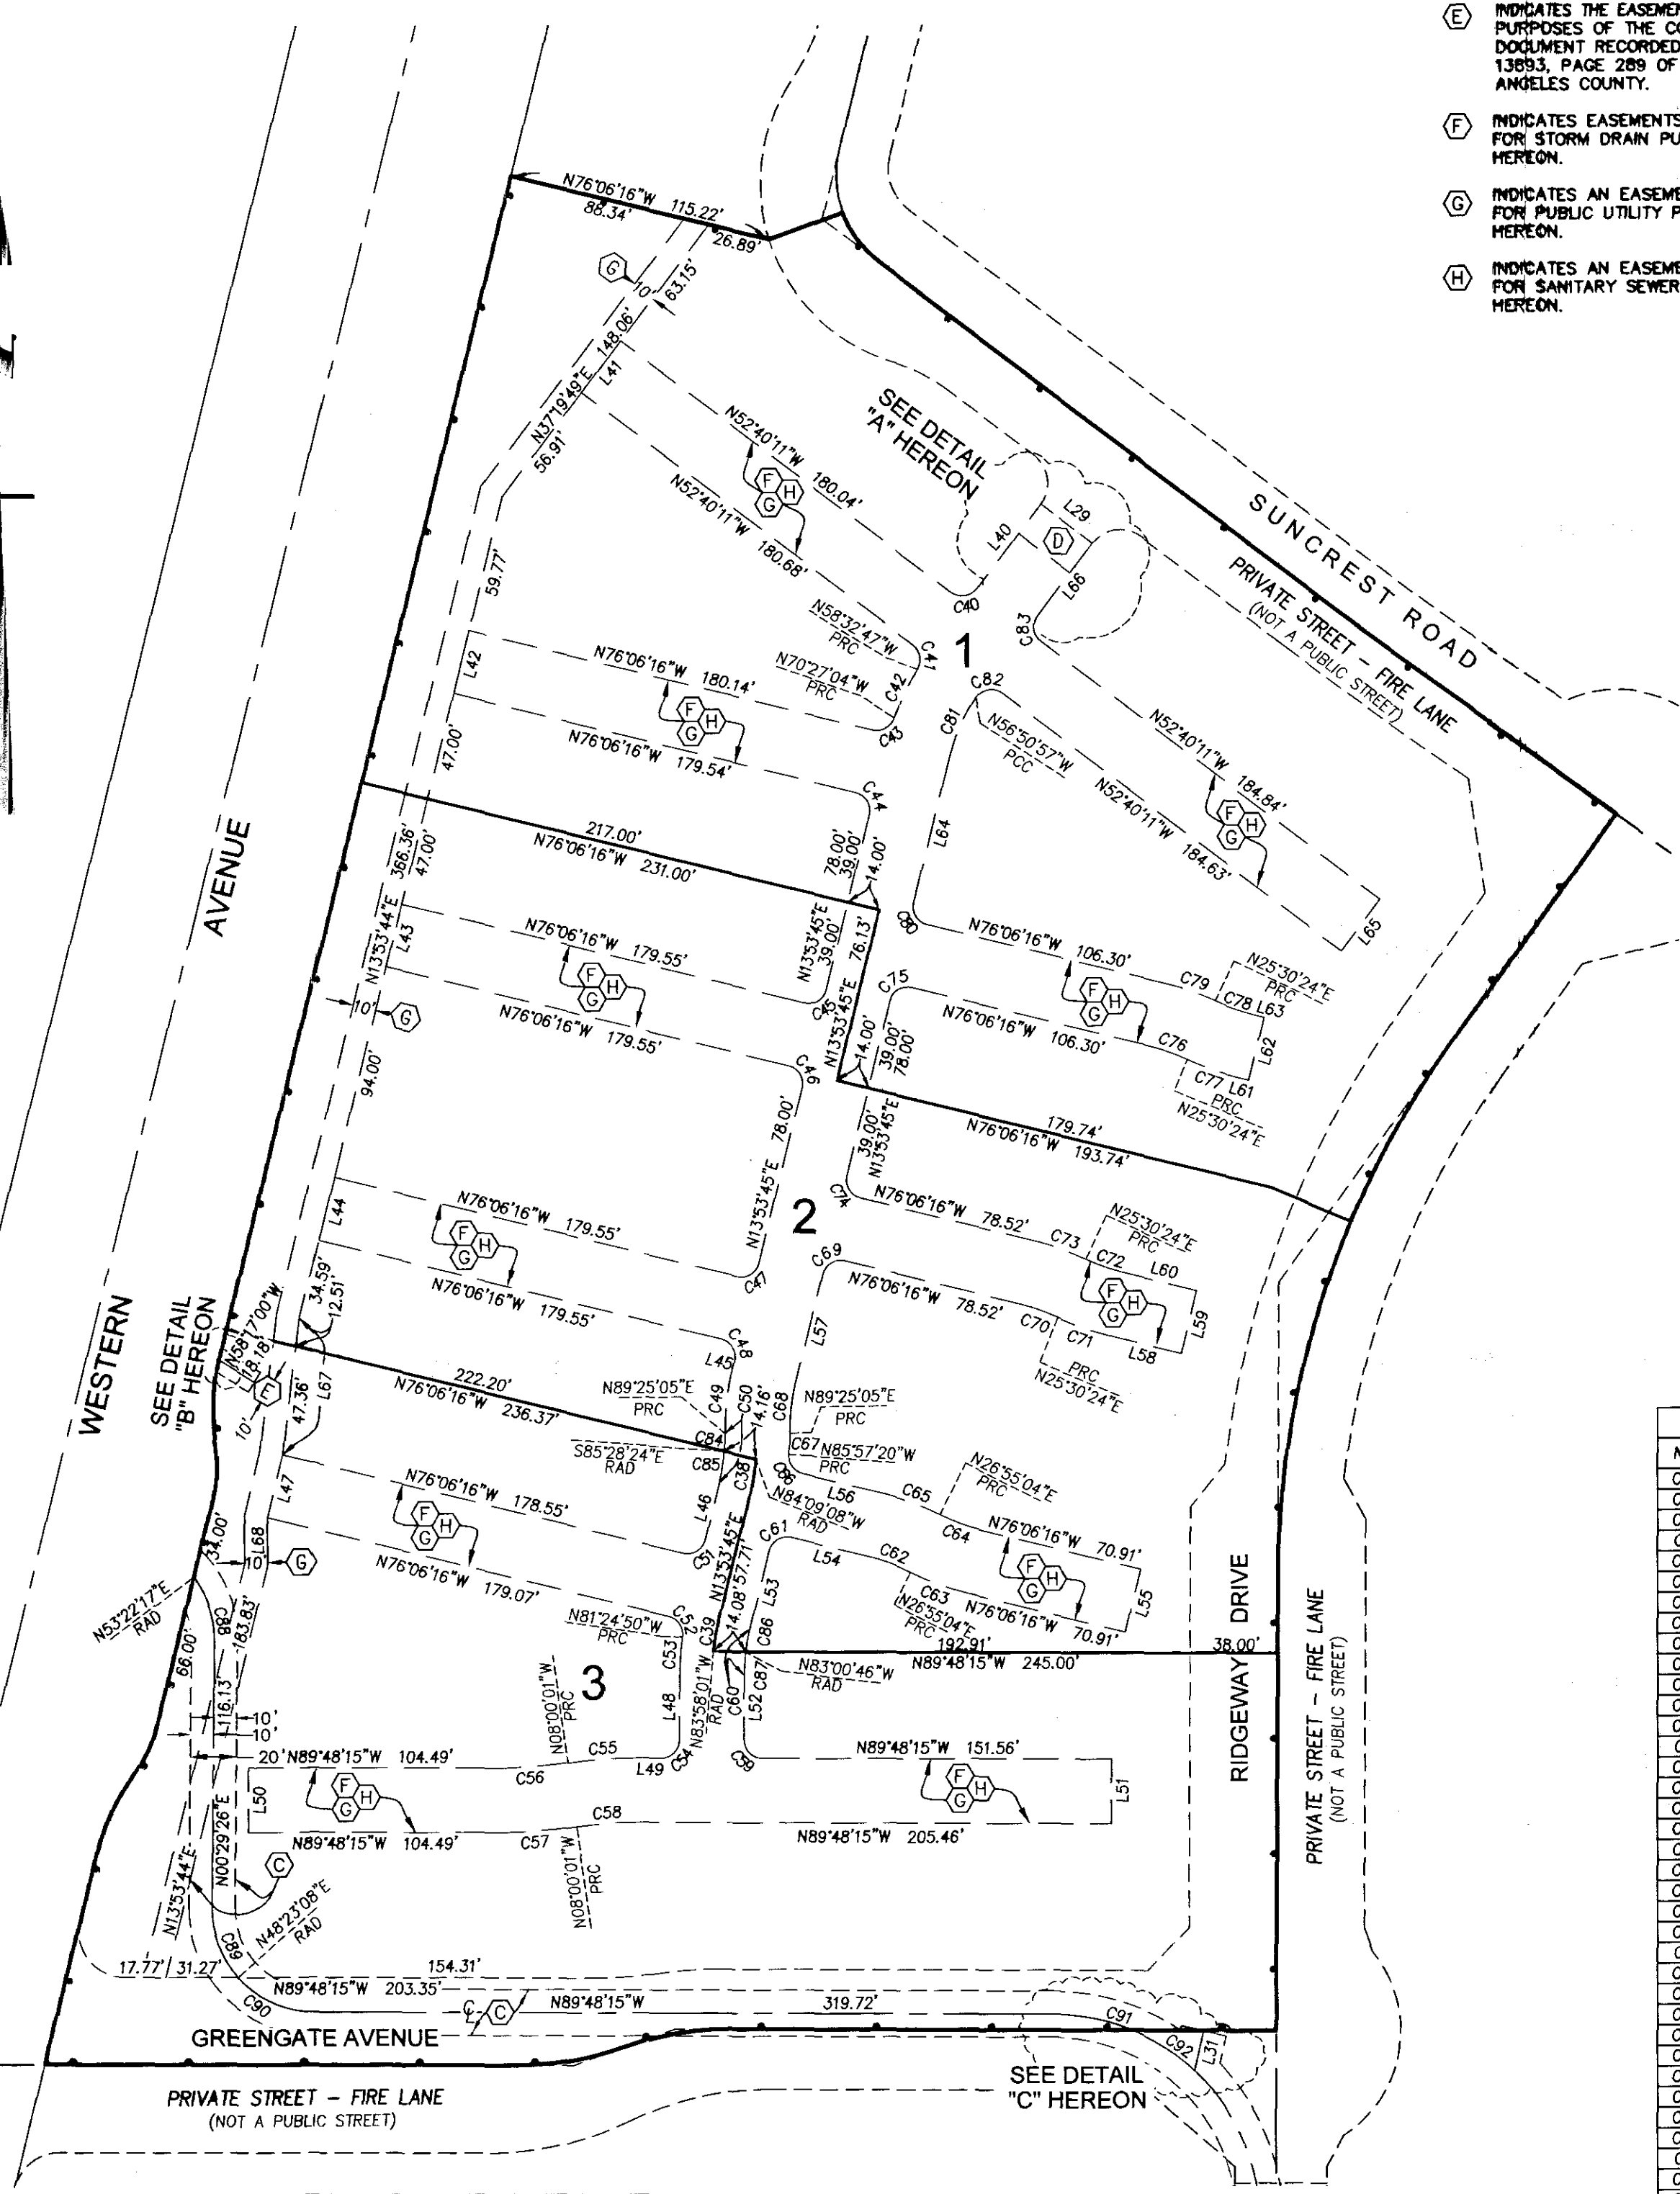 E
INDICATES THE EASEMEN
PURPOSES OF THE CO
DOCUMENT RECORDED
13893, PAGE 289 OF
ANGELES COUNTY.
F
INDICATES EASEMENTS
FOR STORM DRAIN PU
HEREON.
G
INDICATES AN EASEME
FOR PUBLIC UTILITY P
HEREON.
H
INDICATES AN EASEME
FOR SANITARY SEWER
HEREON.
N76°06'16"W 115.22'
88.34'
26.89'
G
10'
63.15'
N37°19'49"E 148.06'
L41
56.91'
SEE DETAIL
"A" HEREON
N52°40'11"W 180.04'
F
H
G
N52°40'11"W 180.68'
L29
L40
D
L66
C40
C83
SUNCREST ROAD
PRIVATE STREET - FIRE LANE
(NOT A PUBLIC STREET)
59.77'
N58°32'47"W
PRC
C41
1
L42
N76°06'16"W 180.14'
N70°27'04"W
PRC
C42
C43
C82
C81
N56°50'57"W
PCC
F
H
G
N76°06'16"W 179.54'
47.00'
N52°40'11"W 184.84'
N52°40'11"W 184.63'
F
H
G
C44
L64
217.00'
N76°06'16"W 231.00'
78.00'
39.00'
14.00'
AVENUE
366.36'
47.00'
N13°53'44"E
L43
C80
L65
N76°06'16"W 179.55'
N13°53'45"E
39.00'
76.13'
N76°06'16"W 106.30'
C79
N25°30'24"E
PRC
C78 L63
F
H
G
C75
F
H
G
L62
10'
G
N76°06'16"W 179.55'
C45
N13°53'45"E
14.00'
39.00'
78.00'
N76°06'16"W 106.30'
C76
C77 L61
PRC
N25°30'24"E
94.00'
C46
78.00'
N13°53'45"E
39.00'
N13°53'45"E
179.74'
N76°06'16"W 193.74'
L44
N76°06'16"W 179.55'
2
C74
N76°06'16"W 78.52'
C73
N25°30'24"E
PRC
C72
L60
F
H
G
C47
C69
F
H
G
L59
N76°06'16"W 179.55'
N76°06'16"W 78.52'
C70
C71
L58
PRC
N25°30'24"E
34.59'
12.51'
L57
C48
L45
WESTERN
SEE DETAIL
"B" HEREON
N58°17'00"W
18.18'
E
10'
47.36'
L67
222.20'
N76°06'16"W 236.37'
N89°25'05"E
PRC
C49
C50
14.16'
C68
N89°25'05"E
PRC
C84
S85°28'24"E
RAD
C85
C38
C67
N85°57'20"W
PRC
C66
L56
C65
N26°55'04"E
PRC
N84°09'08"W
RAD
C64
L47
N76°06'16"W 178.55'
L46
F
H
G
C51
C61
L54
C62
N76°06'16"W 70.91'
F
H
G
34.00'
10'
L68
G
N76°06'16"W 179.07'
N13°53'45"E
57.71'
14.08'
L53
C63
N26°55'04"E
PRC
N76°06'16"W 70.91'
L55
N53°22'17"E
RAD
C88
183.83'
N81°24'50"W
PRC
C52
C53
C39
C86
192.91'
N89°48'15"W 245.00'
38.00'
66.00'
116.13'
3
N08°00'01"W
PRC
L48
N83°58'01"W
RAD
C60
L52
C87
N83°00'46"W
RAD
RIDGEWAY DRIVE
PRIVATE STREET - FIRE LANE
(NOT A PUBLIC STREET)
10'
10'
20'
N89°48'15"W 104.49'
C56
C55
L49
C54
C59
N89°48'15"W 151.56'
L50
F
H
G
F
H
G
L51
N89°48'15"W 104.49'
C57
C58
N89°48'15"W 205.46'
N00°29'26"E
N13°53'44"E
C
N08°00'01"W
PRC
C89
N48°23'08"E
RAD
17.77'
31.27'
154.31'
N89°48'15"W 203.35'
C90
C
N89°48'15"W
319.72'
C91
C92
L31
GREENGATE AVENUE
PRIVATE STREET - FIRE LANE
(NOT A PUBLIC STREET)
SEE DETAIL
"C" HEREON